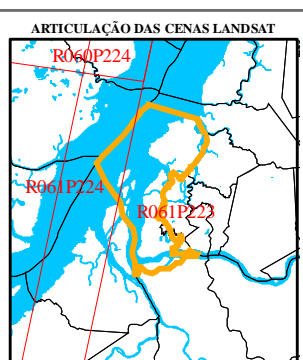 ARTICULAÇÃO DAS CENAS LANDSAT
R060P224
R061P224
R061P223